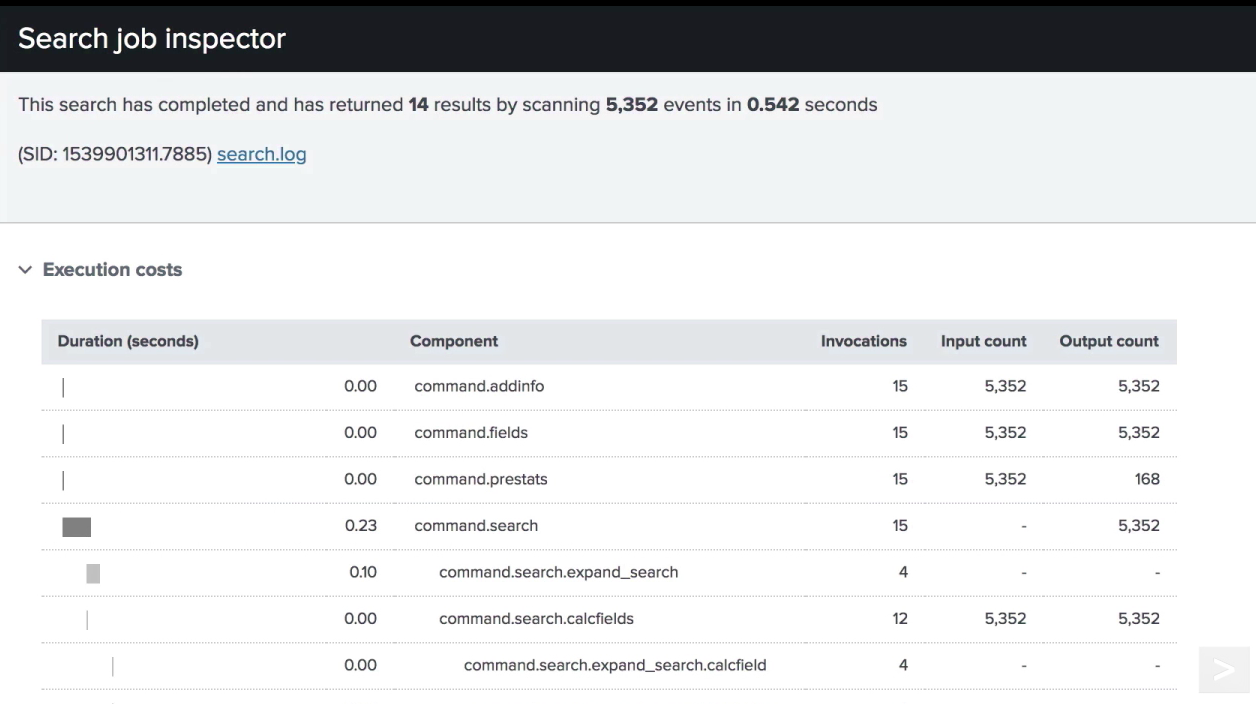 Search job inspector
This search has completed and has returned 14 results by scanning 5,352 events in 0.542 seconds
(SID: 1539901311.7885) search.log
Execution costs
Duration (seconds) Component Invocations Input count Output count
0.00 command.addinfo 15 5,352 5,352
0.00 command.fields 15 5,352 5,352
0.00 command.prestats 15 5,352 168
0.23 command.search 15 - 5,352
0.10 command.search.expand_search 4 - -
0.00 command.search.calcfields 12 5,352 5,352
0.00 command.search.expand_search.calcfield 4 - -